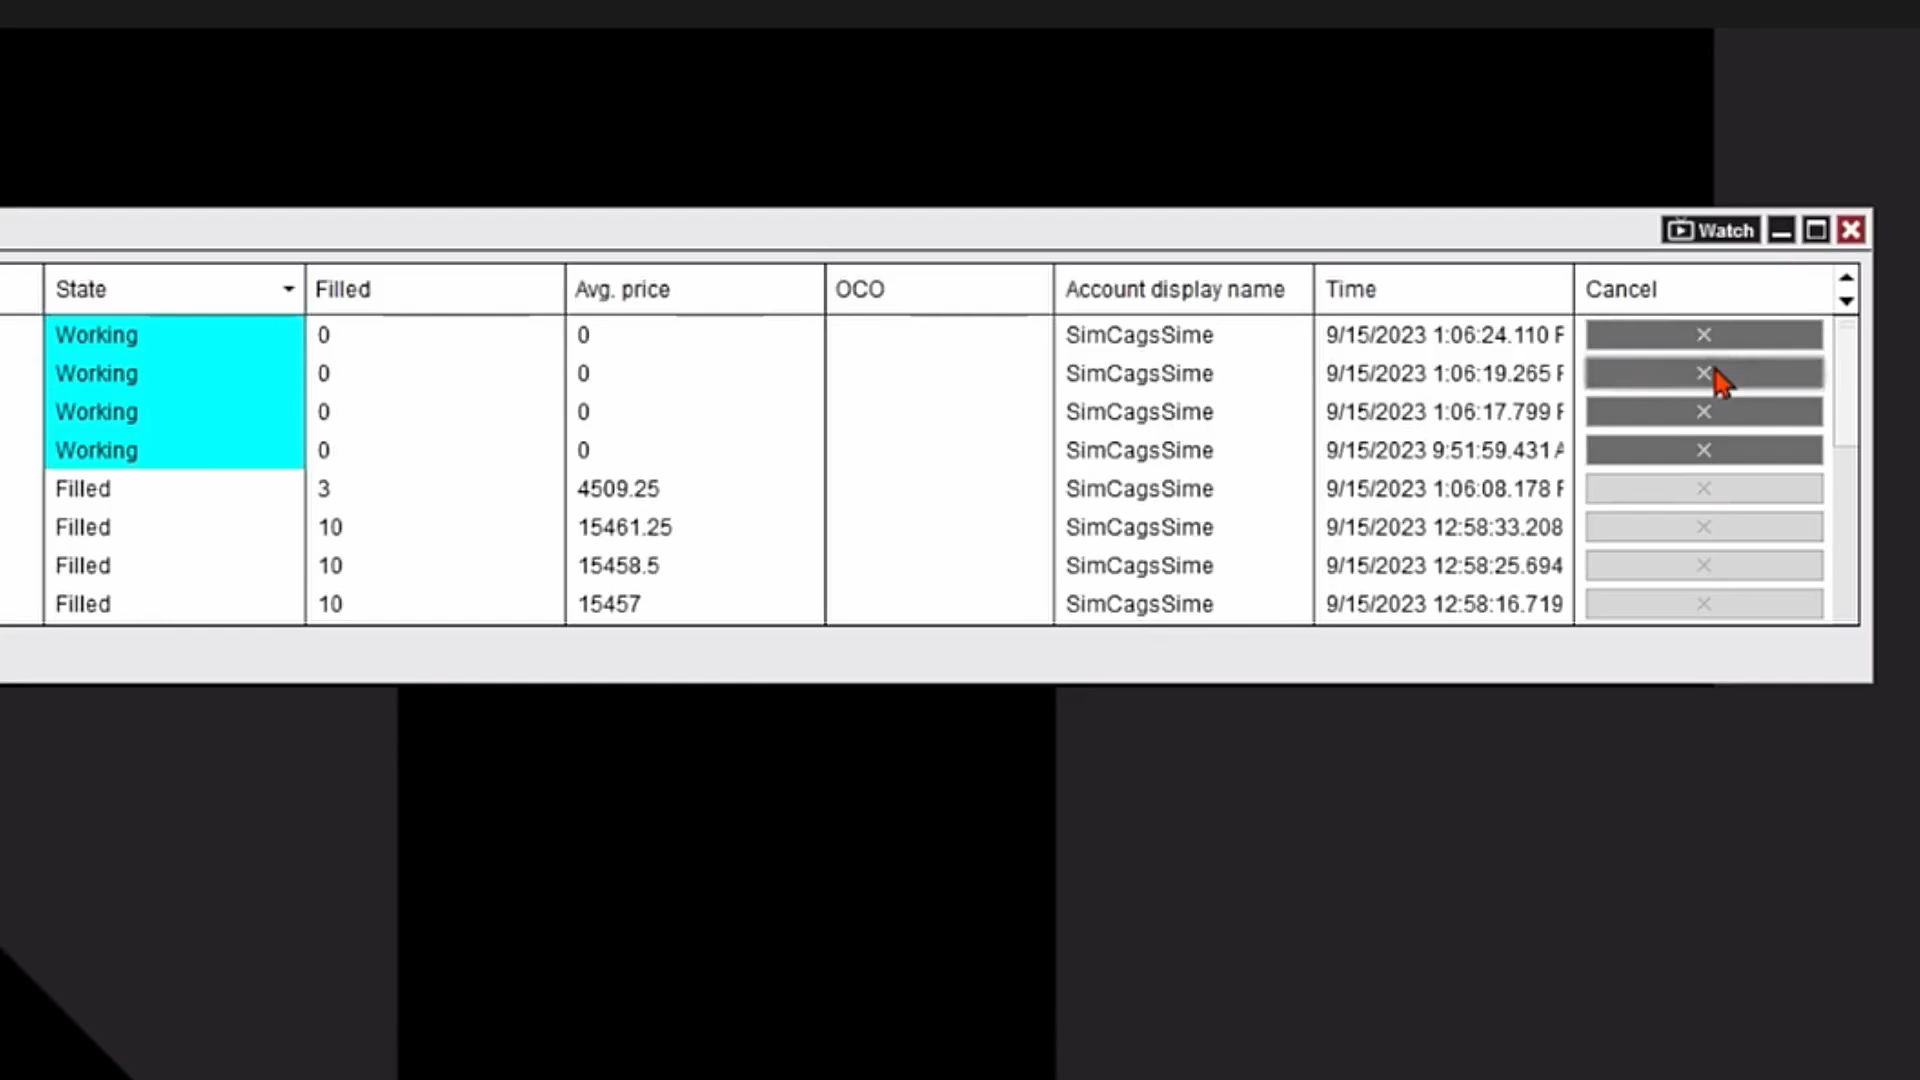 Watch
State Filled Avg. price OCO Account display name Time Cancel
Working 0 0 SimCagsSime 9/15/2023 1:06:24.110
Working 0 0 SimCagsSime 9/15/2023 1:06:19.265
Working 0 0 SimCagsSime 9/15/2023 1:06:17.799
Working 0 0 SimCagsSime 9/15/2023 9:51:59.431
Filled 3 4509.25 SimCagsSime 9/15/2023 1:06:08.178
Filled 10 15461.25 SimCagsSime 9/15/2023 12:58:33.208
Filled 10 15458.5 SimCagsSime 9/15/2023 12:58:25.694
Filled 10 15457 SimCagsSime 9/15/2023 12:58:16.719